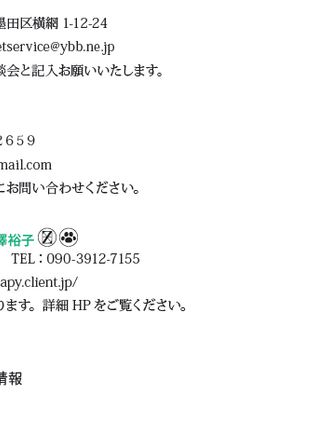 墨田区横網 1-12-24
etservice@ybb.ne.jp
談会と記入お願いいたします。
２６５９
mail.com
にお問い合わせください。
澤裕子
TEL：090-3912-7155
apy.client.jp/
ります。詳細 HP をご覧ください。
情報